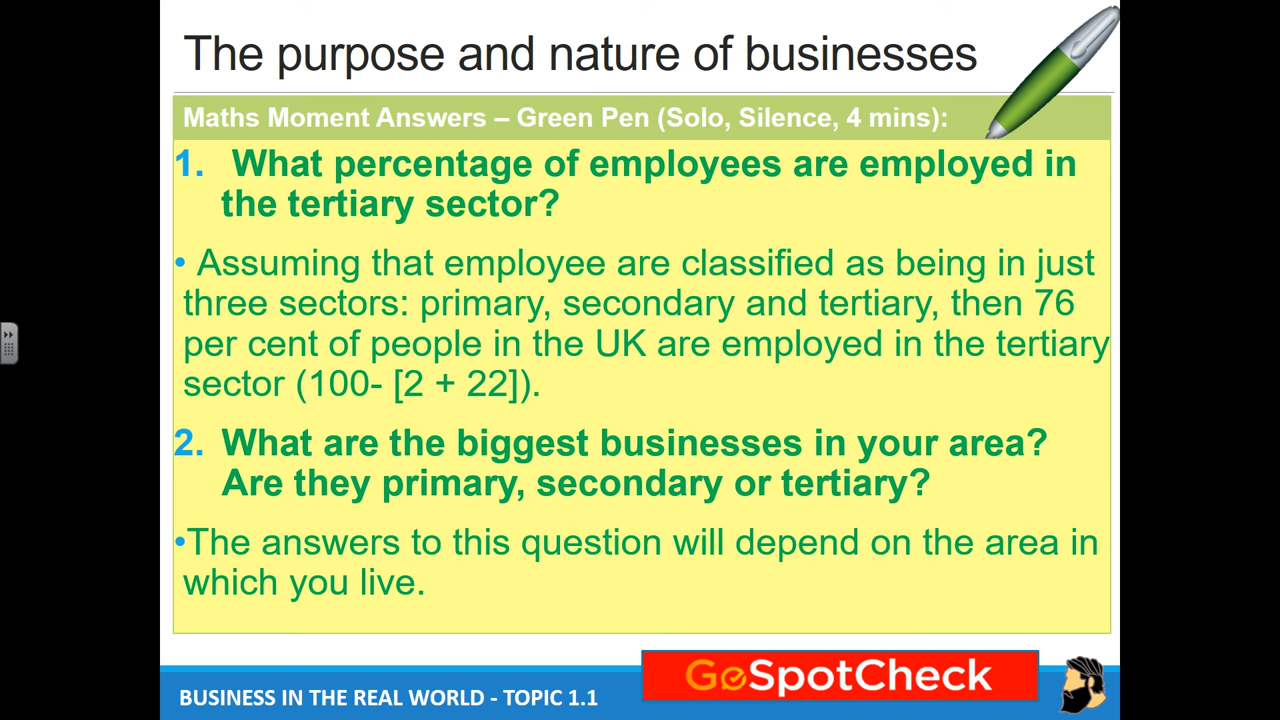 The purpose and nature of businesses
Maths Moment Answers – Green Pen (Solo, Silence, 4 mins):
1. What percentage of employees are employed in
the tertiary sector?
• Assuming that employee are classified as being in just
three sectors: primary, secondary and tertiary, then 76
per cent of people in the UK are employed in the tertiary
sector (100- [2 + 22]).
2. What are the biggest businesses in your area?
Are they primary, secondary or tertiary?
•The answers to this question will depend on the area in
which you live.
GoSpotCheck
BUSINESS IN THE REAL WORLD - TOPIC 1.1